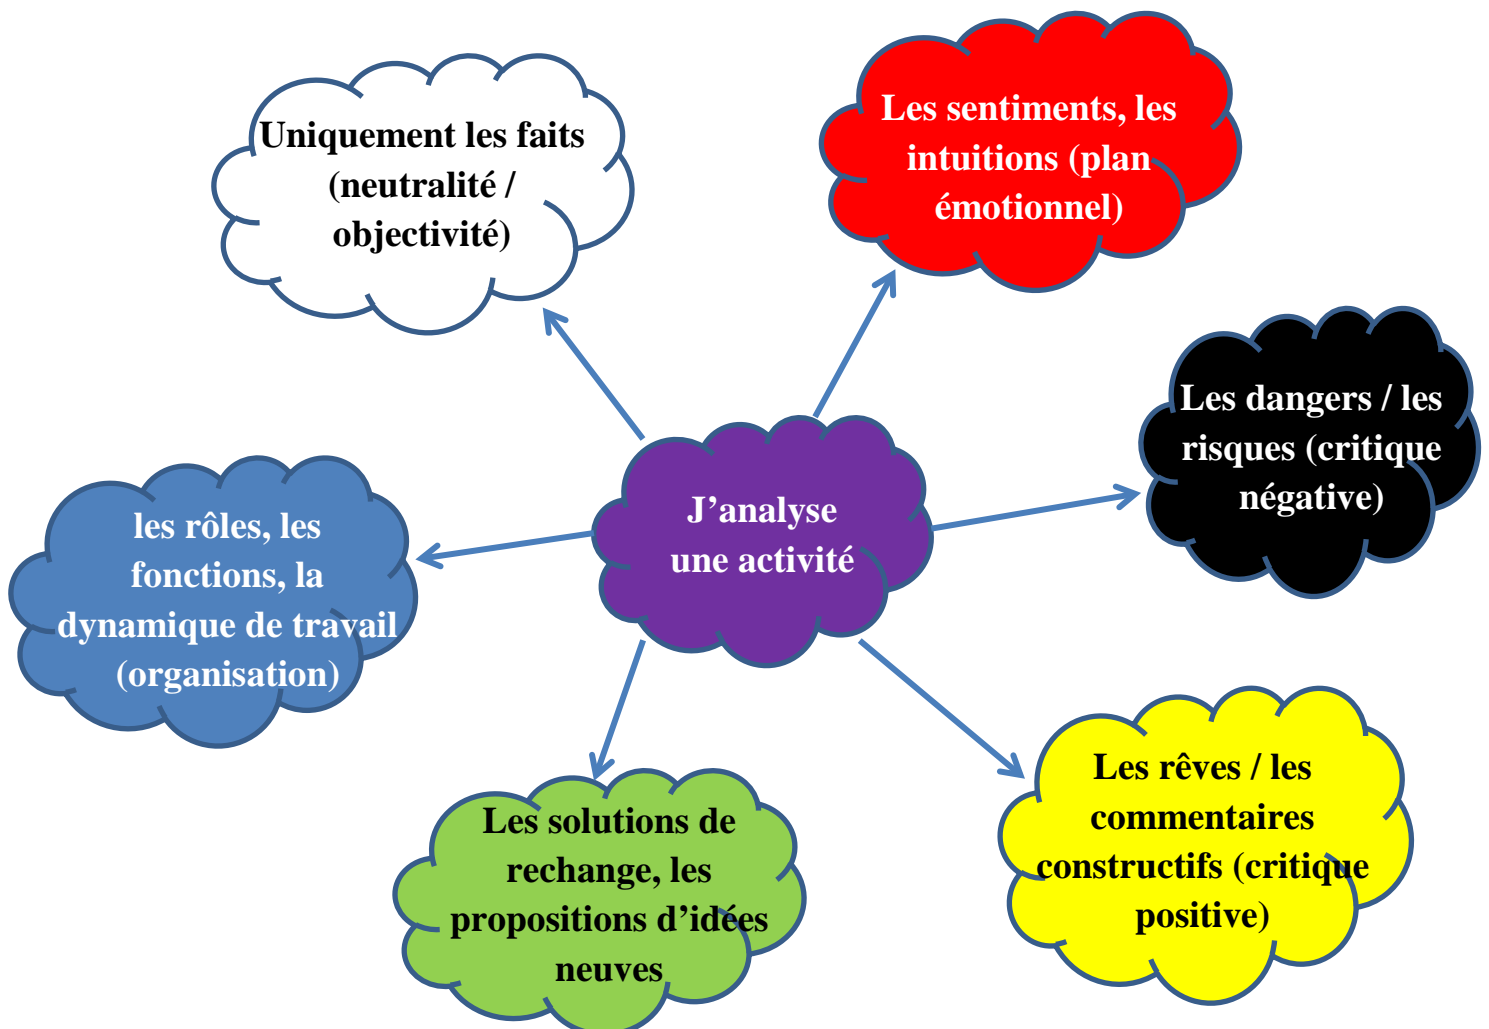 Uniquement les faits
(neutralité /
objectivité)
Les sentiments, les
intuitions (plan
émotionnel)
Les dangers / les
risques (critique
négative)
J’analyse
une activité
les rôles, les
fonctions, la
dynamique de travail
(organisation)
Les rêves / les
commentaires
constructifs (critique
positive)
Les solutions de
rechange, les
propositions d’idées
neuves